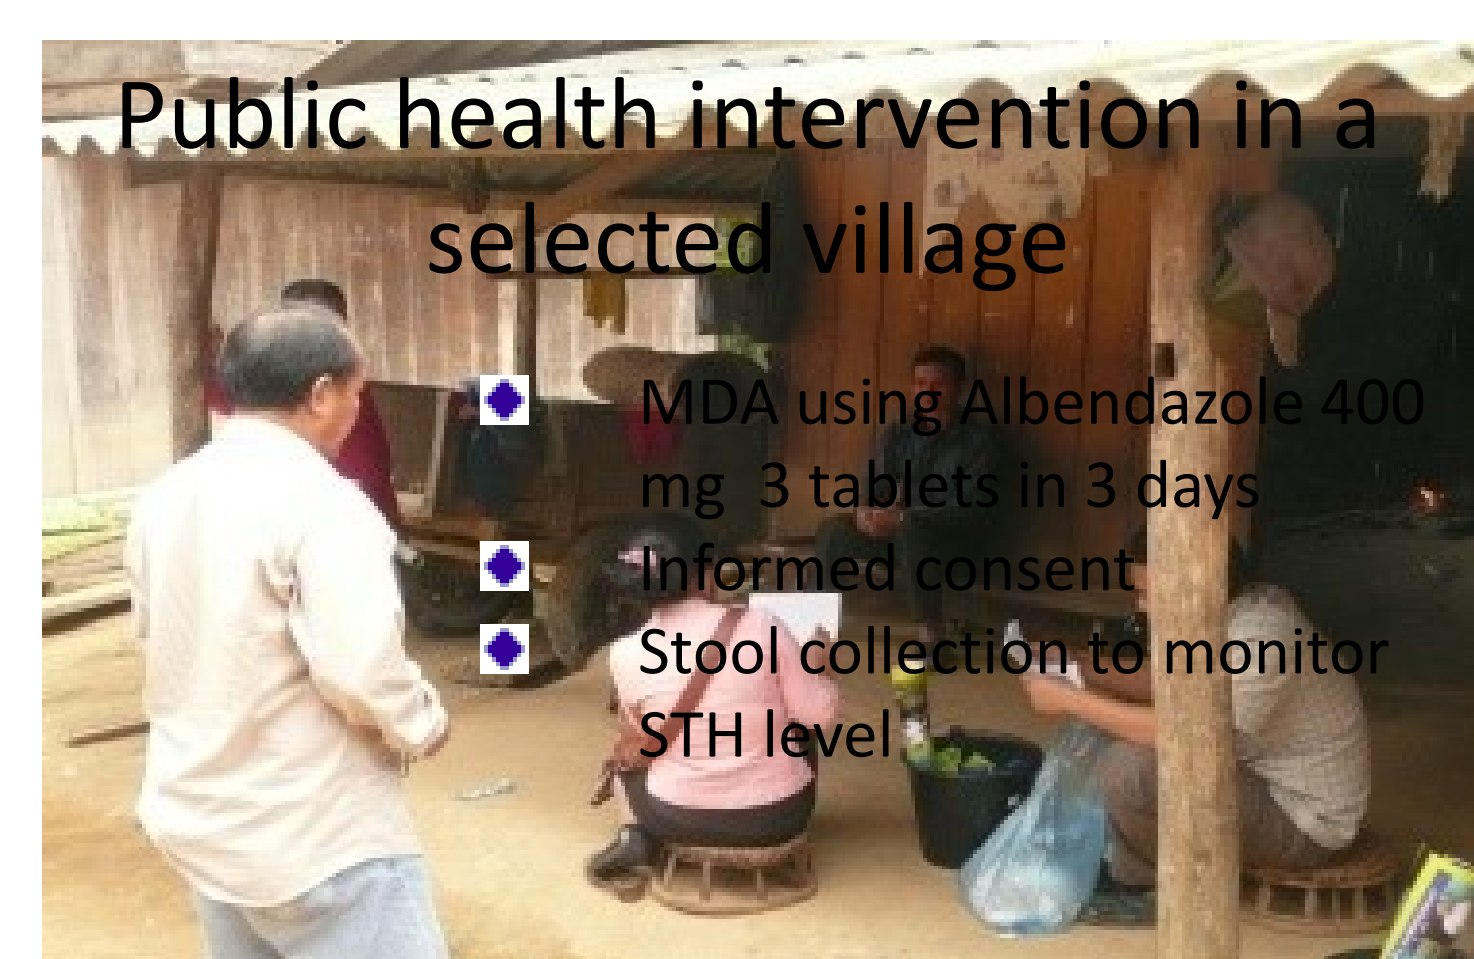 Public health intervention in a
selected village
MDA using Albendazole 400
mg  3 tablets in 3 days
Informed consent
Stool collection to monitor
STH level